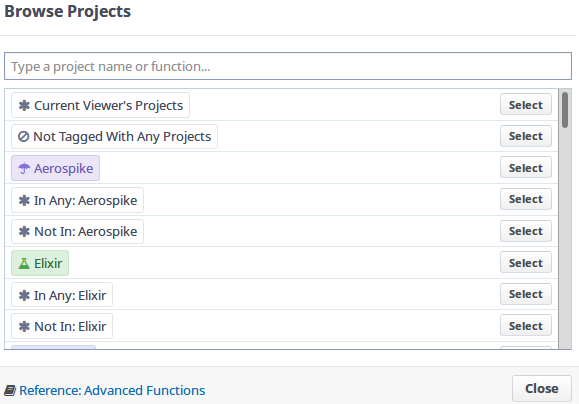 Browse Projects
Type a project name or function...
Current Viewer's Projects Select
Not Tagged With Any Projects Select
Aerospike Select
In Any: Aerospike Select
Not In: Aerospike Select
Elixir Select
In Any: Elixir Select
Not In: Elixir Select
Reference: Advanced Functions Close